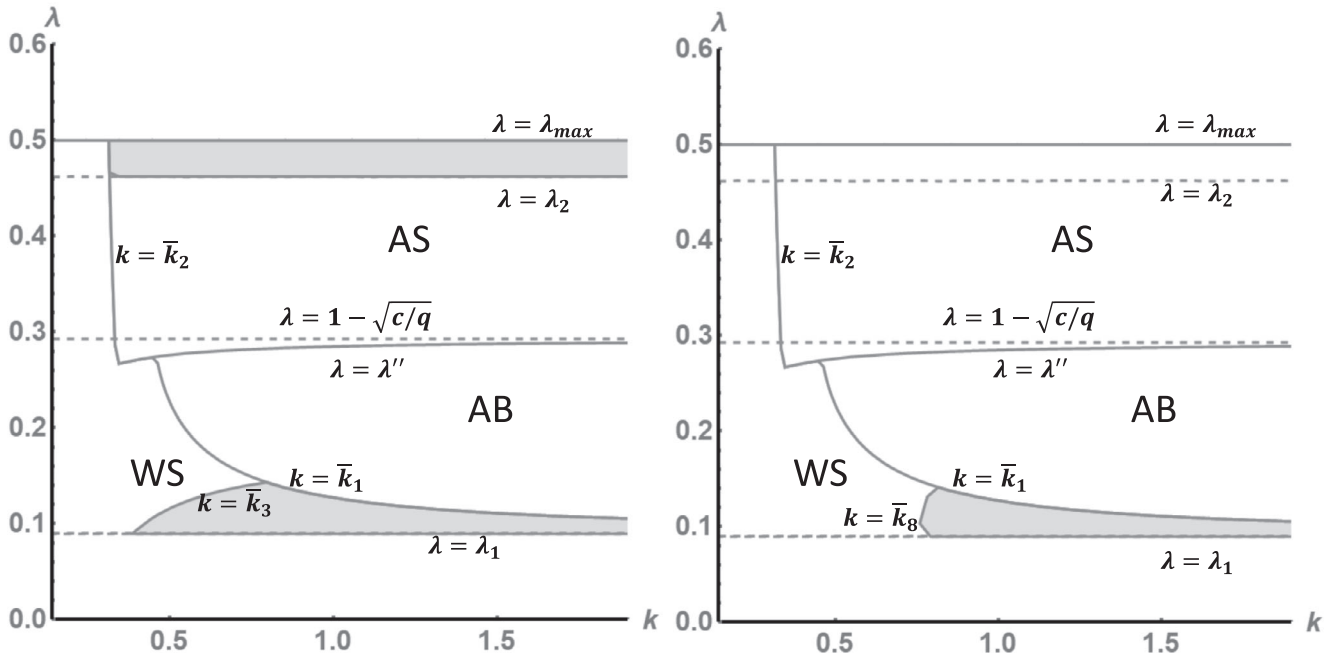 λ
0.6
λ = λ_max
0.5
λ = λ₂
AS
0.4
k = k̅₂
λ = 1 − √c/q
0.3
λ = λ′′
AB
0.2
WS
k = k̅₁
k = k̅₃
0.1
λ = λ₁
0.0
k
0.5
1.0
1.5
λ
0.6
λ = λ_max
0.5
λ = λ₂
AS
0.4
k = k̅₂
λ = 1 − √c/q
0.3
λ = λ′′
AB
0.2
WS
k = k̅₁
k = k̅₈
0.1
λ = λ₁
0.0
k
0.5
1.0
1.5